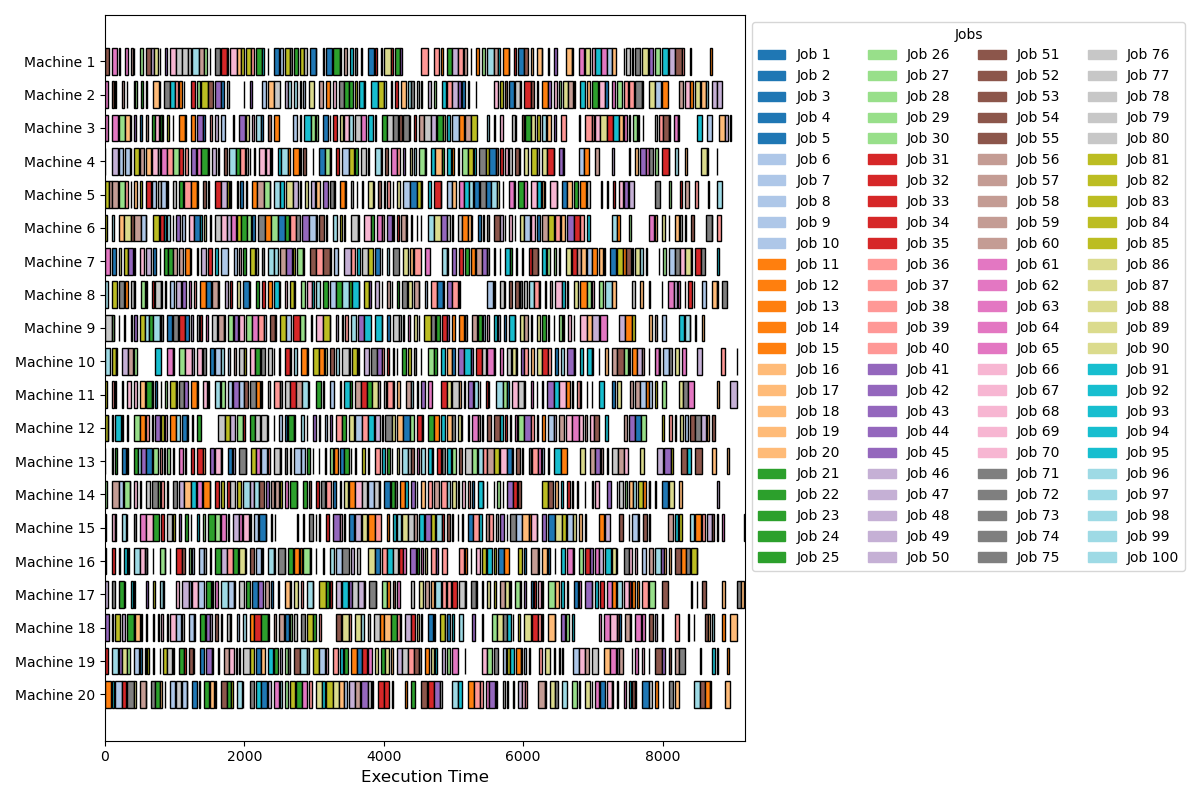 Machine 1
Machine 2
Machine 3
Machine 4
Machine 5
Machine 6
Machine 7
Machine 8
Machine 9
Machine 10
Machine 11
Machine 12
Machine 13
Machine 14
Machine 15
Machine 16
Machine 17
Machine 18
Machine 19
Machine 20
0 2000 4000 6000 8000
Execution Time
Jobs
Job 1 Job 26 Job 51 Job 76
Job 2 Job 27 Job 52 Job 77
Job 3 Job 28 Job 53 Job 78
Job 4 Job 29 Job 54 Job 79
Job 5 Job 30 Job 55 Job 80
Job 6 Job 31 Job 56 Job 81
Job 7 Job 32 Job 57 Job 82
Job 8 Job 33 Job 58 Job 83
Job 9 Job 34 Job 59 Job 84
Job 10 Job 35 Job 60 Job 85
Job 11 Job 36 Job 61 Job 86
Job 12 Job 37 Job 62 Job 87
Job 13 Job 38 Job 63 Job 88
Job 14 Job 39 Job 64 Job 89
Job 15 Job 40 Job 65 Job 90
Job 16 Job 41 Job 66 Job 91
Job 17 Job 42 Job 67 Job 92
Job 18 Job 43 Job 68 Job 93
Job 19 Job 44 Job 69 Job 94
Job 20 Job 45 Job 70 Job 95
Job 21 Job 46 Job 71 Job 96
Job 22 Job 47 Job 72 Job 97
Job 23 Job 48 Job 73 Job 98
Job 24 Job 49 Job 74 Job 99
Job 25 Job 50 Job 75 Job 100